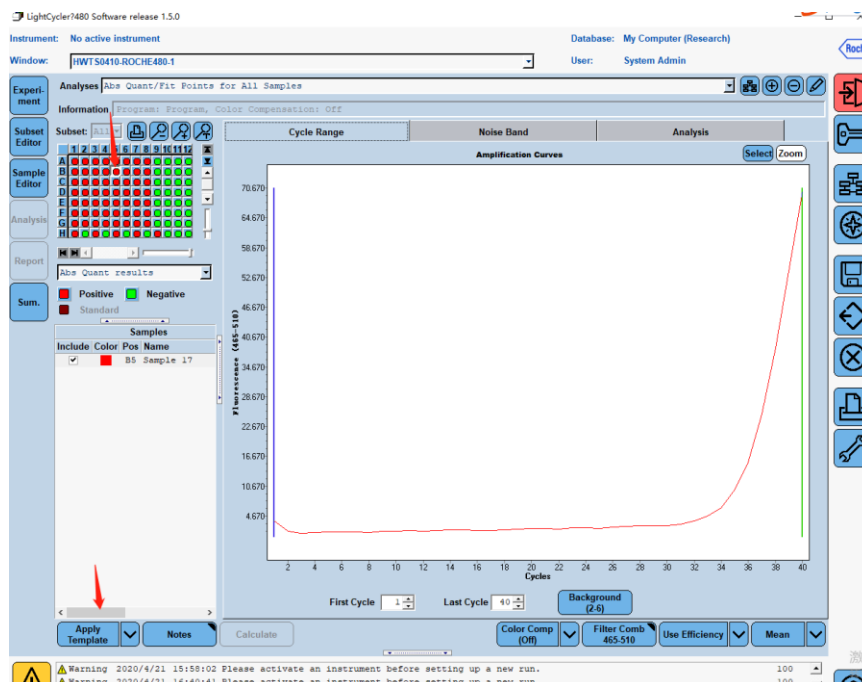 LightCycler?480 Software release 1.5.0
Instrument: No active instrument Database: My Computer (Research)
Window: HWTS0410-ROCHE480-1 User: System Admin
Roche
Experi-
ment
Analyses Abs Quant/Fit Points for All Samples
Information Program: Program, Color Compensation: Off
Subset
Editor
Subset: All
Cycle Range Noise Band Analysis
1 2 3 4 5 6 7 8 9 10 11 12
Amplification Curves Select Zoom
A
B
C
D
E
F
G
H
Sample
Editor
Analysis
Report
Sum.
Abs Quant results
Positive Negative
Standard
Samples
Include Color Pos Name
B5 Sample 17
Fluorescence (465-510)
70.670
64.670
58.670
52.670
46.670
40.670
34.670
28.670
22.670
16.670
10.670
4.670
2 4 6 8 10 12 14 16 18 20 22 24 26 28 30 32 34 36 38 40
Cycles
First Cycle 1 Last Cycle 40 Background
(2-6)
Apply
Template Notes Calculate
Color Comp
(Off)
Filter Comb
465-510
Use Efficiency Mean
Warning 2020/4/21 15:58:02 Please activate an instrument before setting up a new run. 100